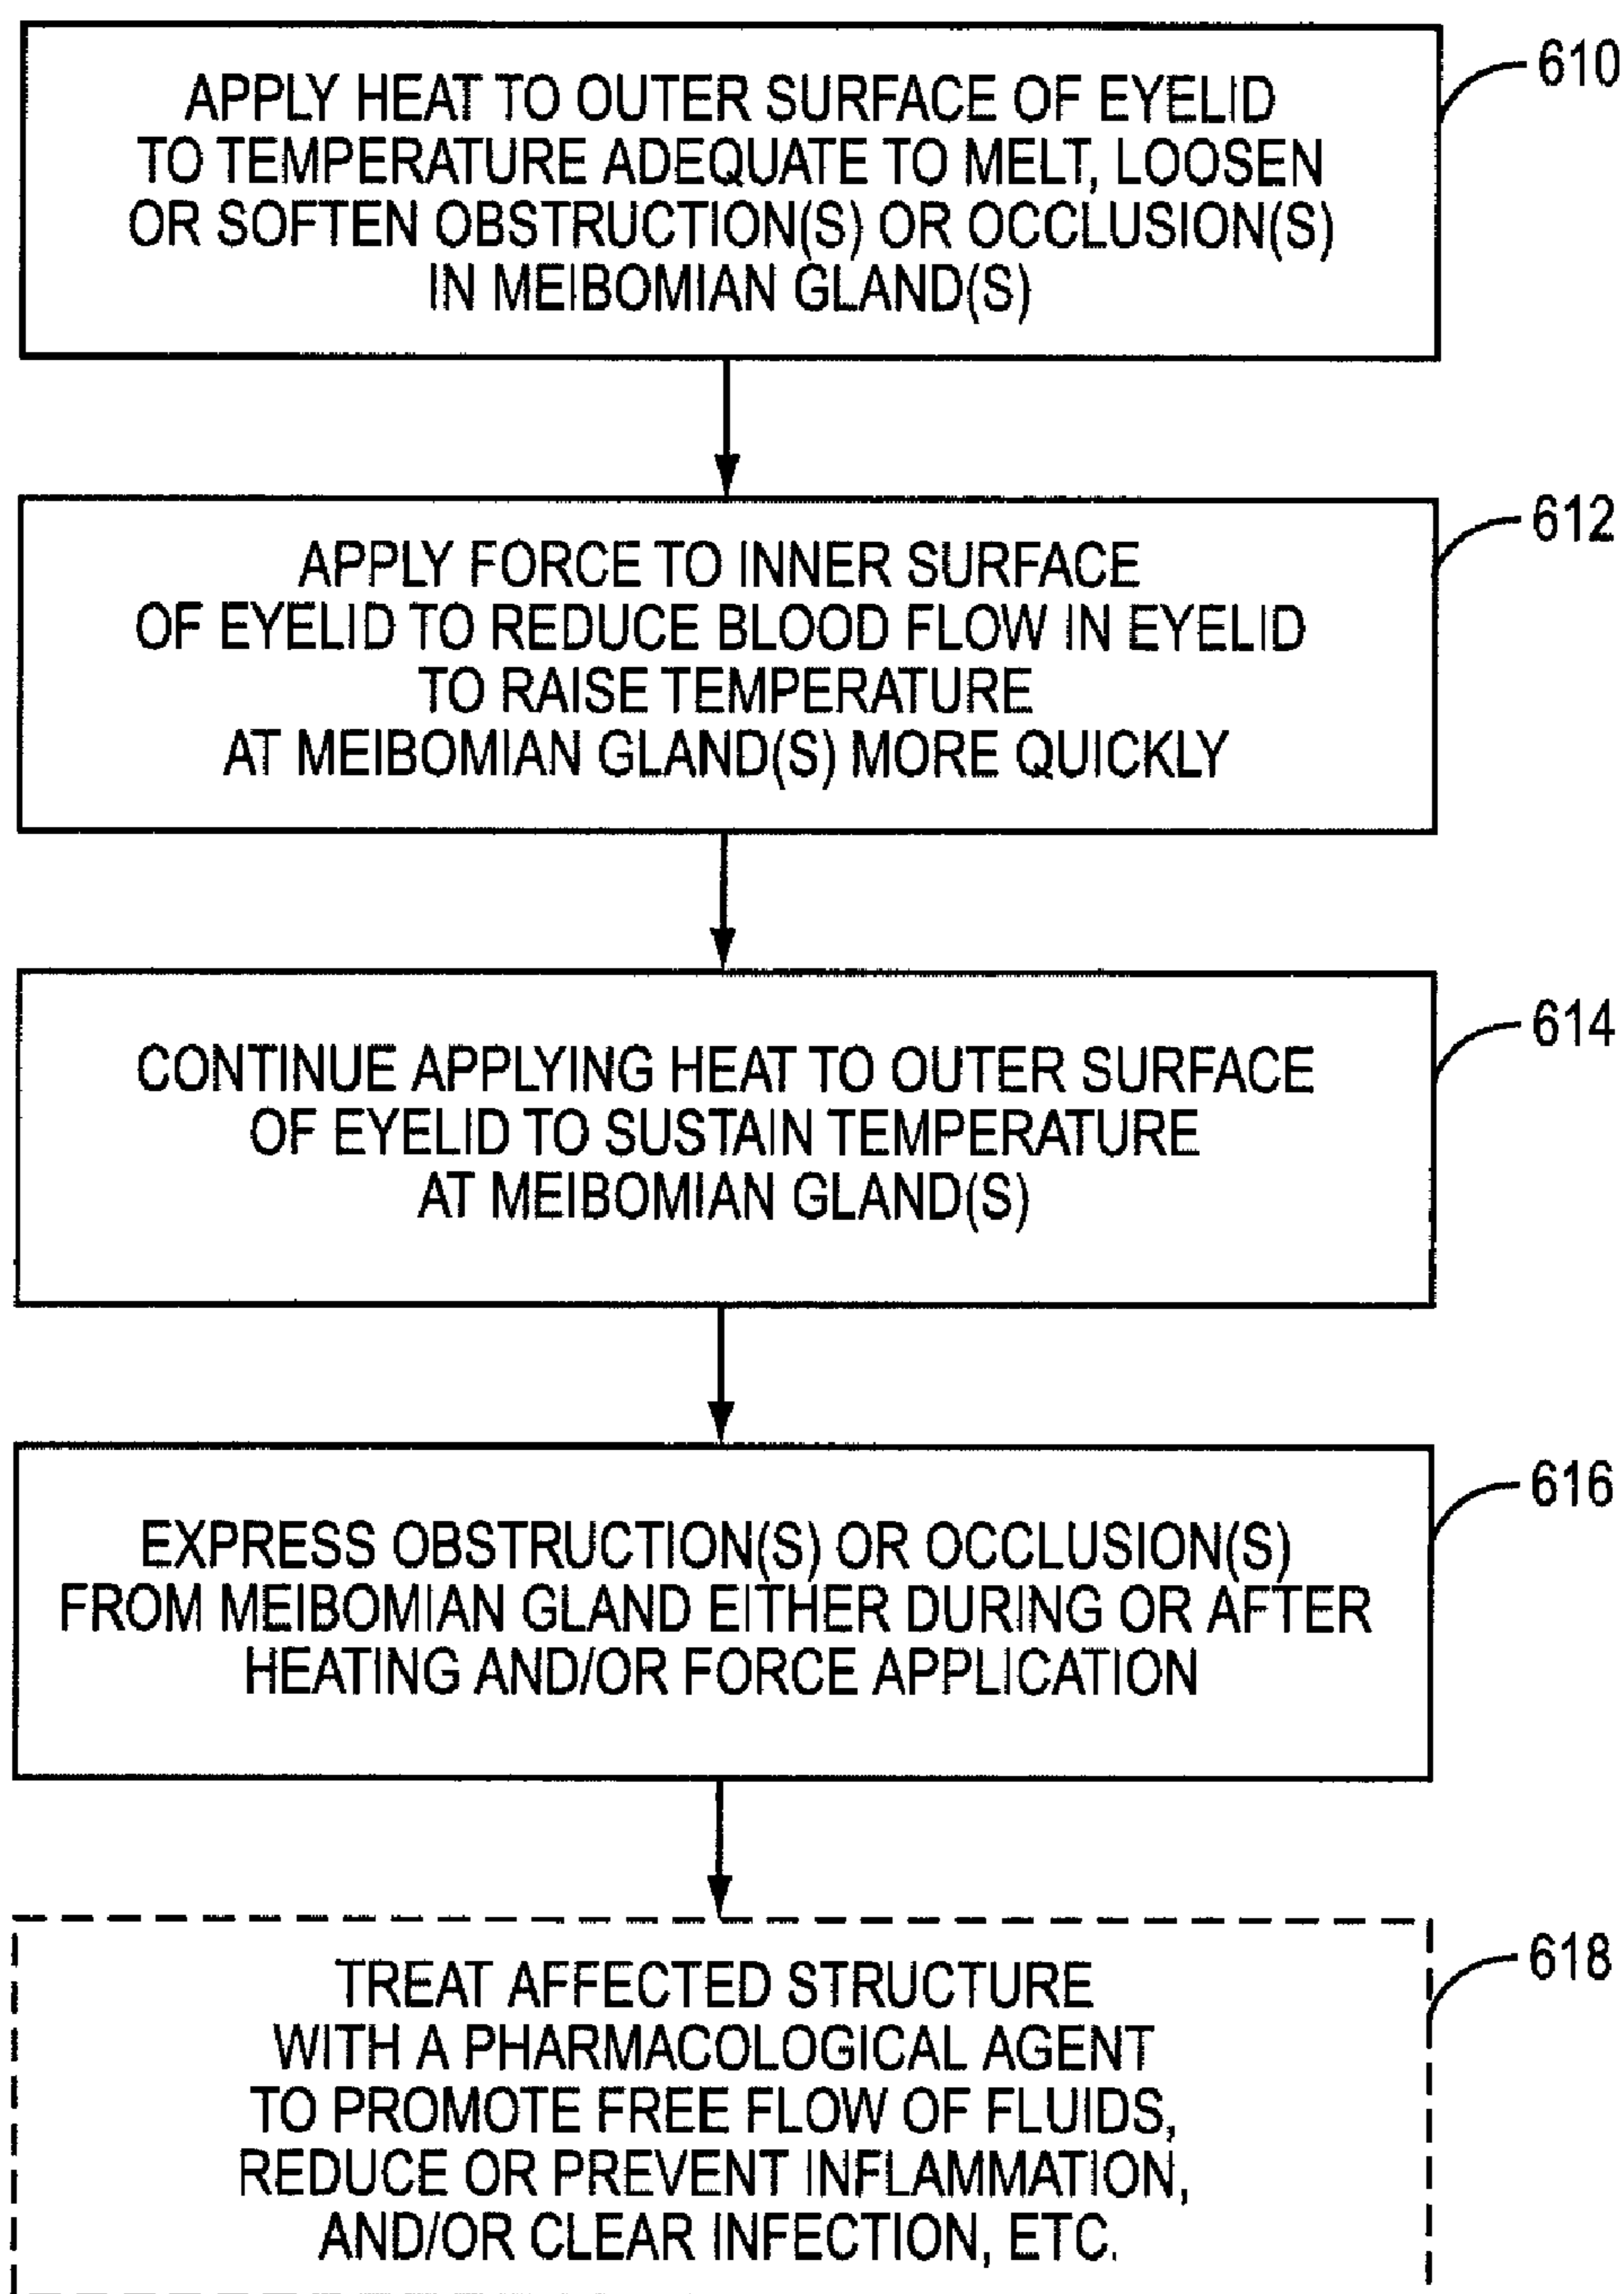 APPLY HEAT TO OUTER SURFACE OF EYELID
TO TEMPERATURE ADEQUATE TO MELT, LOOSEN
OR SOFTEN OBSTRUCTION(S) OR OCCLUSION(S)
IN MEIBOMIAN GLAND(S)
610
APPLY FORCE TO INNER SURFACE
OF EYELID TO REDUCE BLOOD FLOW IN EYELID
TO RAISE TEMPERATURE
AT MEIBOMIAN GLAND(S) MORE QUICKLY
612
CONTINUE APPLYING HEAT TO OUTER SURFACE
OF EYELID TO SUSTAIN TEMPERATURE
AT MEIBOMIAN GLAND(S)
614
EXPRESS OBSTRUCTION(S) OR OCCLUSION(S)
FROM MEIBOMIAN GLAND EITHER DURING OR AFTER
HEATING AND/OR FORCE APPLICATION
616
TREAT AFFECTED STRUCTURE
WITH A PHARMACOLOGICAL AGENT
TO PROMOTE FREE FLOW OF FLUIDS,
REDUCE OR PREVENT INFLAMMATION,
AND/OR CLEAR INFECTION, ETC.
618